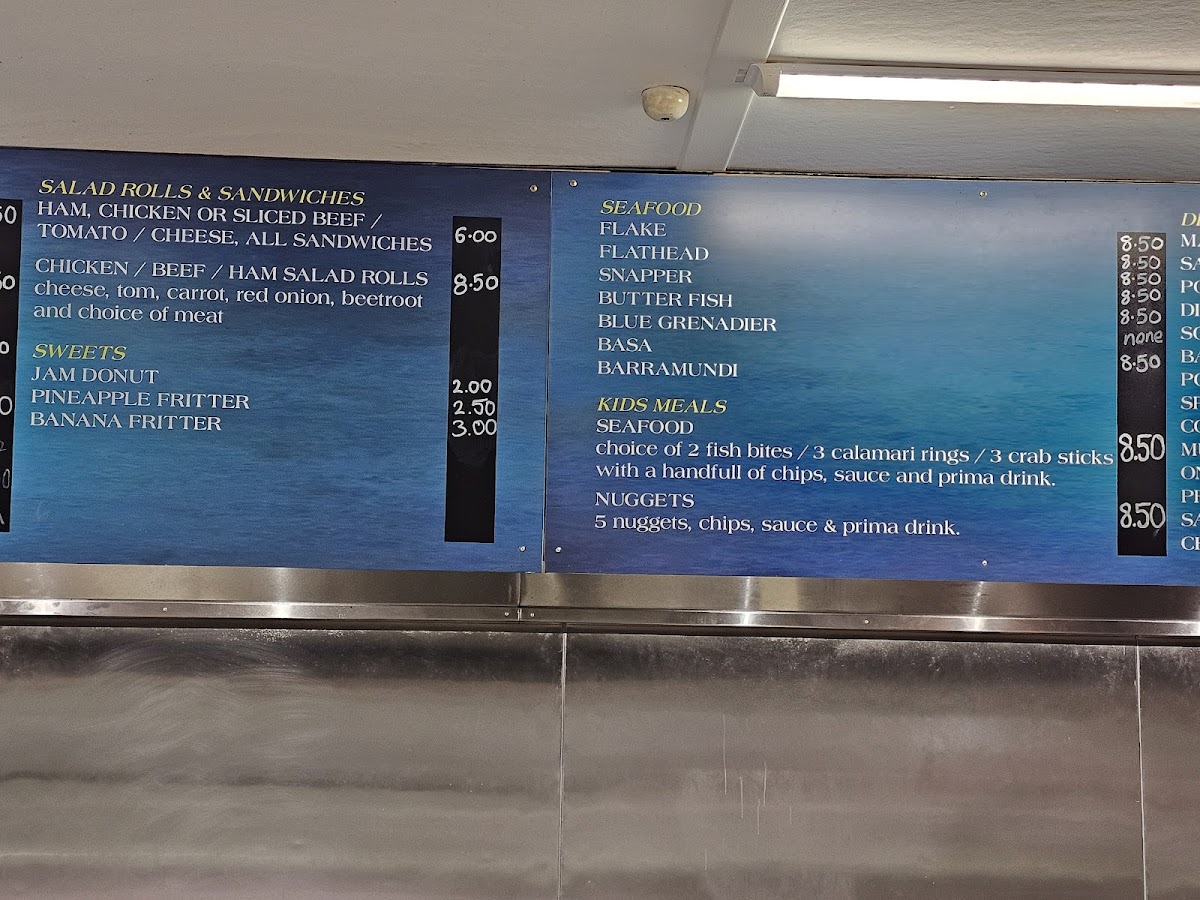 SALAD ROLLS & SANDWICHES
HAM, CHICKEN OR SLICED BEEF /
TOMATO / CHEESE, ALL SANDWICHES 6.00
CHICKEN / BEEF / HAM SALAD ROLLS 8.50
cheese, tom, carrot, red onion, beetroot
and choice of meat
SWEETS
JAM DONUT 2.00
PINEAPPLE FRITTER 2.50
BANANA FRITTER 3.00
SEAFOOD
FLAKE 8.50
FLATHEAD 8.50
SNAPPER 8.50
BUTTER FISH 8.50
BLUE GRENADIER 8.50
BASA none
BARRAMUNDI 8.50
KIDS MEALS
SEAFOOD
choice of 2 fish bites / 3 calamari rings / 3 crab sticks 8.50
with a handfull of chips, sauce and prima drink.
NUGGETS
5 nuggets, chips, sauce & prima drink. 8.50